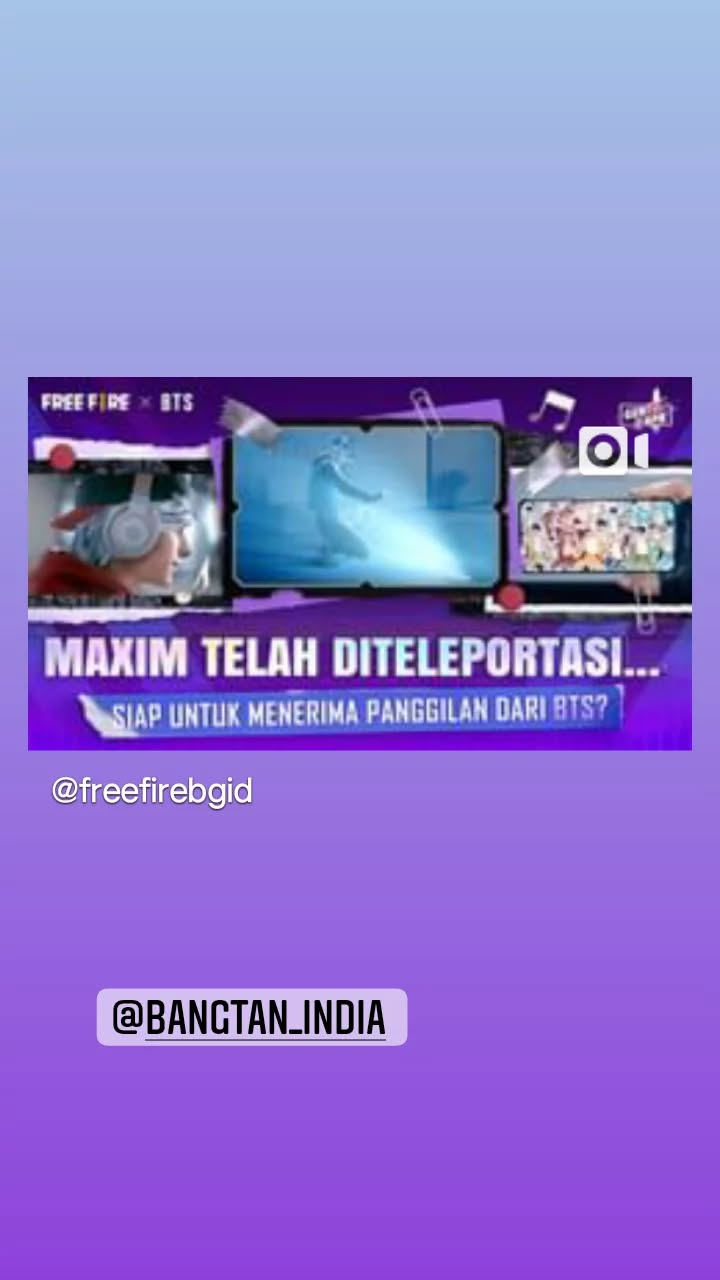 FREE FIRE × BTS
MAXIM TELAH DITELEPORTASI...
SIAP UNTUK MENERIMA PANGGILAN DARI BTS?
@freefirebgid
@BANGTAN_INDIA